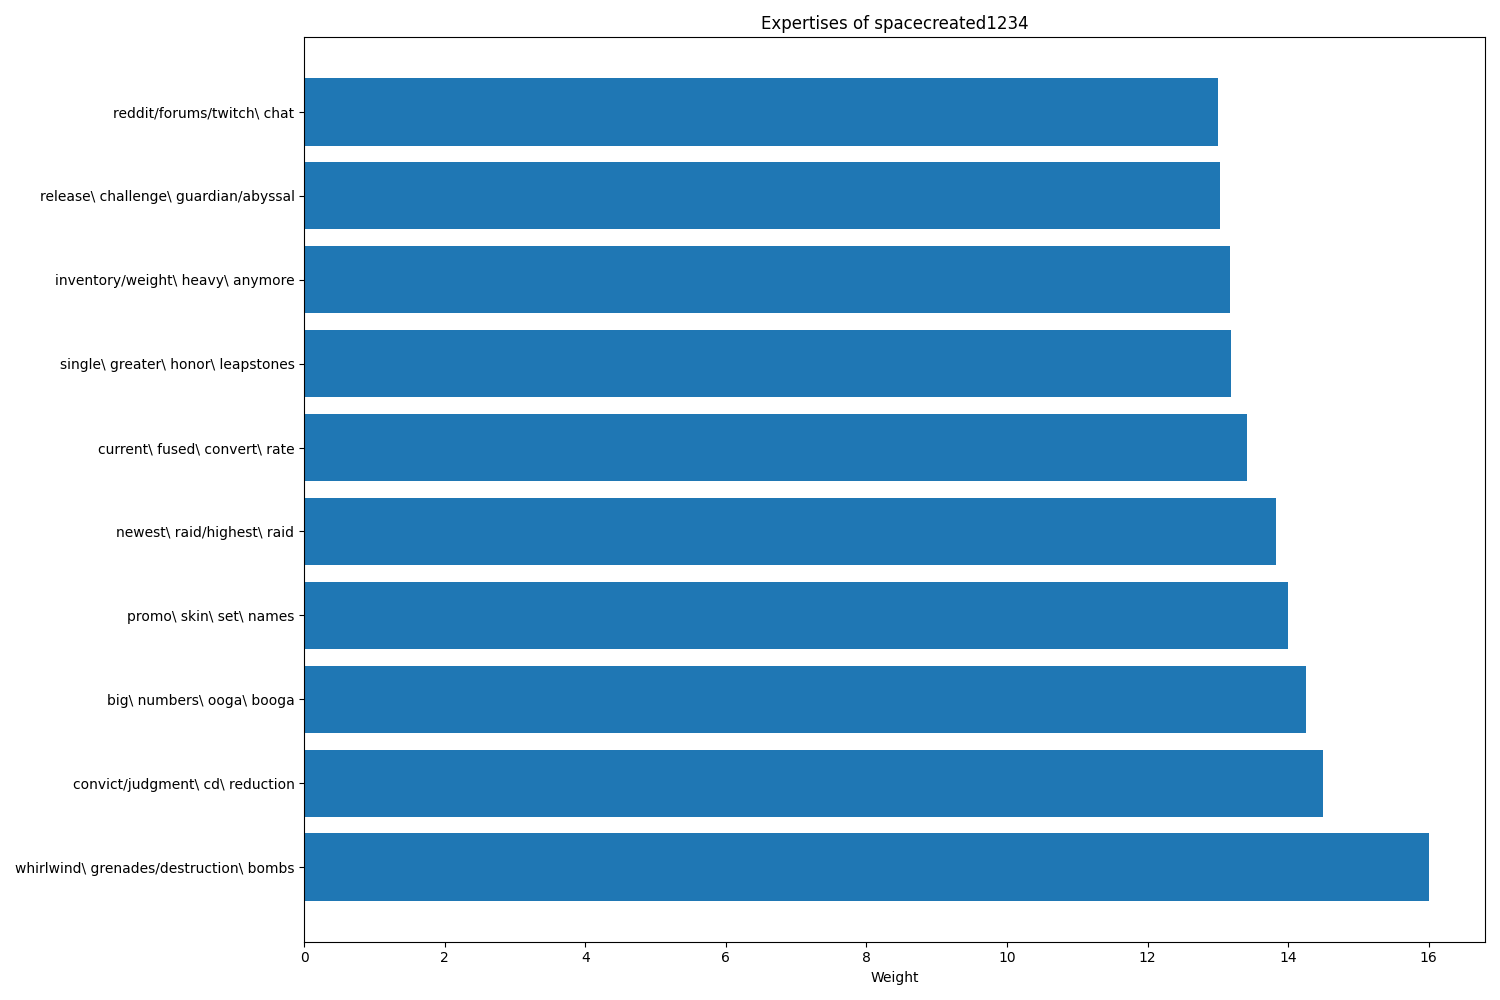 Expertises of spacecreated1234
reddit/forums/twitch\ chat
release\ challenge\ guardian/abyssal
inventory/weight\ heavy\ anymore
single\ greater\ honor\ leapstones
current\ fused\ convert\ rate
newest\ raid/highest\ raid
promo\ skin\ set\ names
big\ numbers\ ooga\ booga
convict/judgment\ cd\ reduction
whirlwind\ grenades/destruction\ bombs
0 2 4 6 8 10 12 14 16
Weight